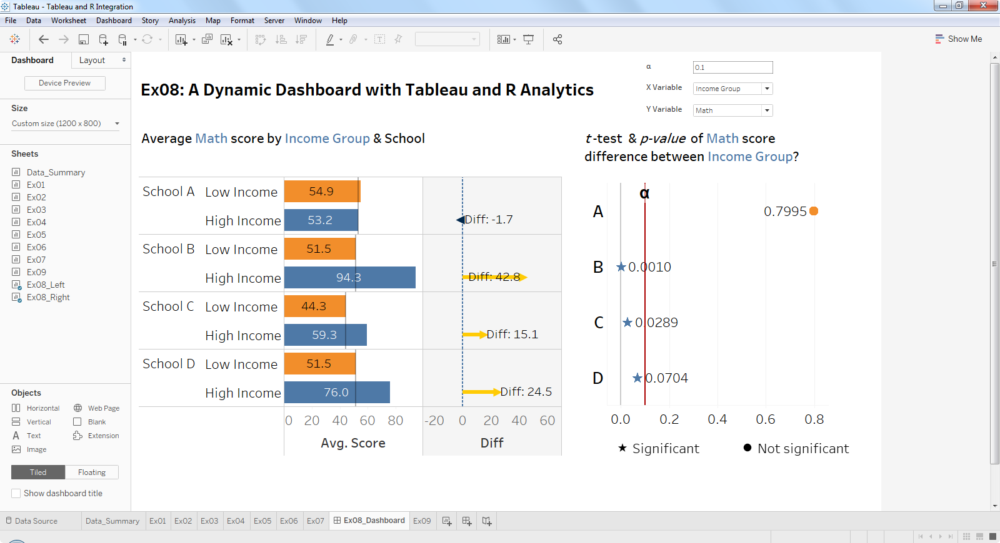 Tableau - Tableau and R Integration
File Data Worksheet Dashboard Story Analysis Map Format Server Window Help
Show Me
Dashboard Layout
Device Preview
Size
Custom size (1200 x 800)
Sheets
Data_Summary
Ex01
Ex02
Ex03
Ex04
Ex05
Ex06
Ex07
Ex09
Ex08_Left
Ex08_Right
Objects
Horizontal Web Page
Vertical Blank
A Text Extension
Image
Tiled Floating
Show dashboard title
Ex08: A Dynamic Dashboard with Tableau and R Analytics
α 0.1
X Variable Income Group
Y Variable Math
Average Math score by Income Group & School
School A Low Income 54.9
High Income 53.2 Diff: -1.7
School B Low Income 51.5
High Income 94.3 Diff: 42.8
School C Low Income 44.3
High Income 59.3 Diff: 15.1
School D Low Income 51.5
High Income 76.0 Diff: 24.5
0 20 40 60 80 -20 0 20 40 60
Avg. Score Diff
t-test & p-value of Math score
difference between Income Group?
α
A 0.7995
B 0.0010
C 0.0289
D 0.0704
0.0 0.2 0.4 0.6 0.8
★ Significant ● Not significant
Data Source Data_Summary Ex01 Ex02 Ex03 Ex04 Ex05 Ex06 Ex07 Ex08_Dashboard Ex09